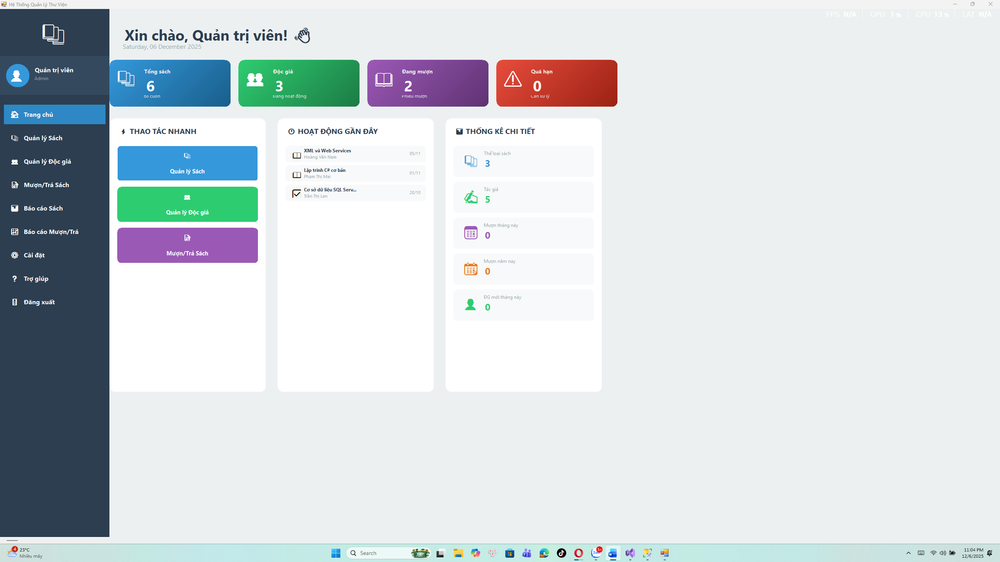 Hệ Thống Quản Lý Thư Viện
FPS N/A GPU 1 % CPU 13 % LAT N/A
Xin chào, Quản trị viên!
Saturday, 06 December 2025
Quản trị viên
Admin
Trang chủ
Quản lý Sách
Quản lý Độc giả
Mượn/Trả Sách
Báo cáo Sách
Báo cáo Mượn/Trả
Cài đặt
Trợ giúp
Đăng xuất
Tổng sách
6
68 cuốn
Độc giả
3
Đang hoạt động
Đang mượn
2
Phiếu mượn
Quá hạn
0
Cần xử lý
THAO TÁC NHANH
Quản lý Sách
Quản lý Độc giả
Mượn/Trả Sách
HOẠT ĐỘNG GẦN ĐÂY
XML và Web Services
Hoàng Văn Nam
05/11
Lập trình C# cơ bản
Phạm Thị Mai
01/11
Cơ sở dữ liệu SQL Serv...
Trần Thị Lan
20/10
THỐNG KÊ CHI TIẾT
Thể loại sách
3
Tác giả
5
Mượn tháng này
0
Mượn năm nay
0
ĐG mới tháng này
0
4
23°C
Nhiều mây
Search
Zalo
5+
11:04 PM
12/6/2025